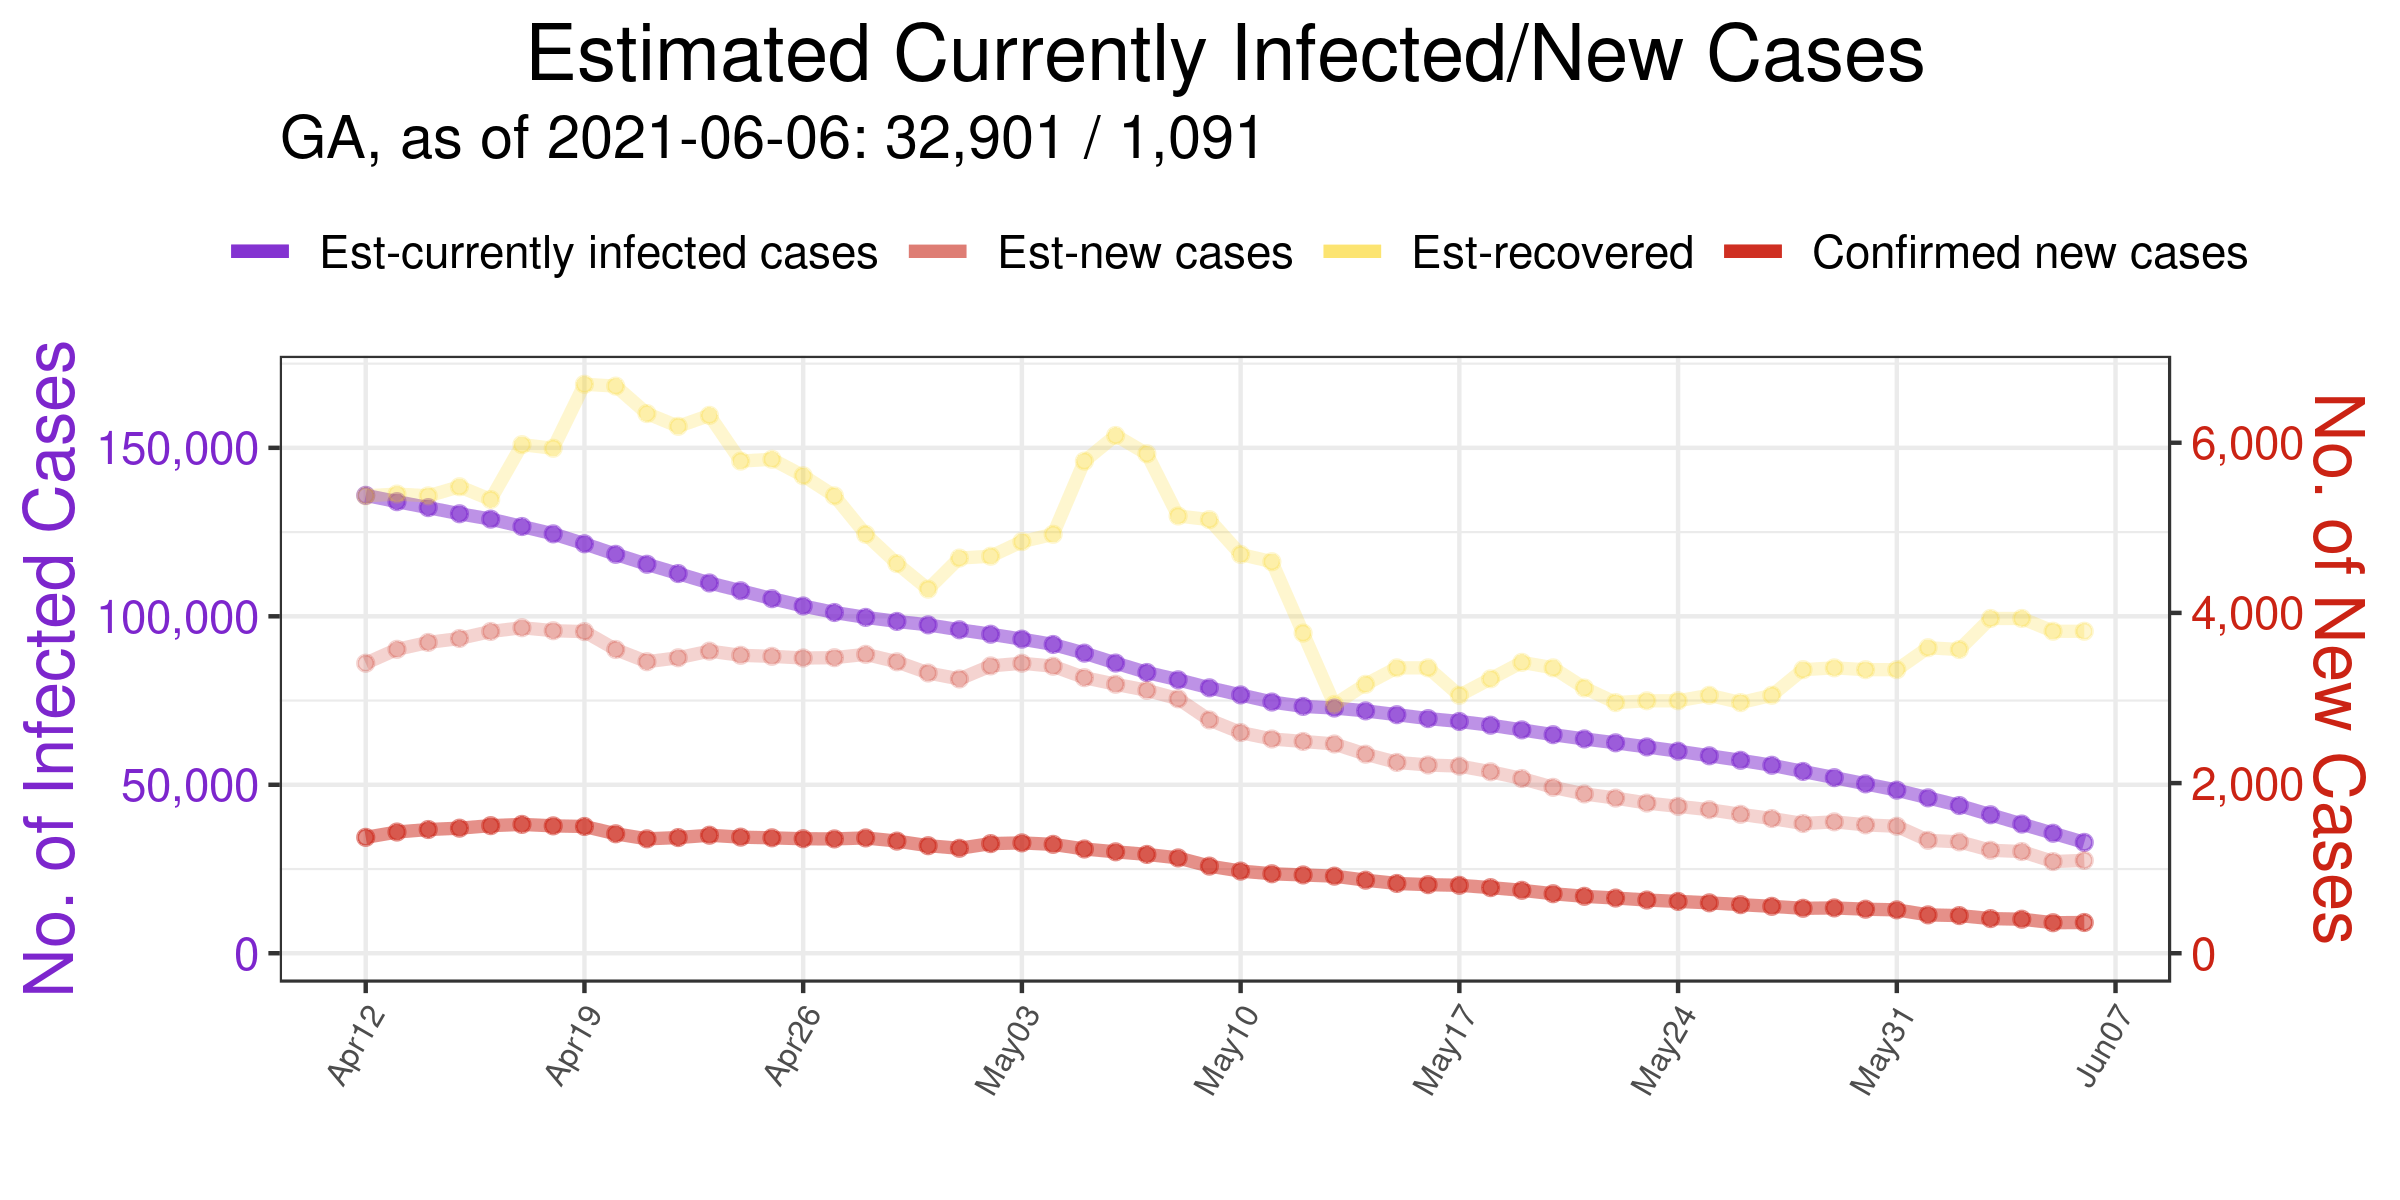 Estimated Currently Infected/New Cases
GA, as of 2021-06-06: 32,901 / 1,091
Est-currently infected cases Est-new cases Est-recovered Confirmed new cases
No. of Infected Cases
150,000
100,000
50,000
0
6,000
4,000
2,000
0
No. of New Cases
Apr12 Apr19 Apr26 May03 May10 May17 May24 May31 Jun07